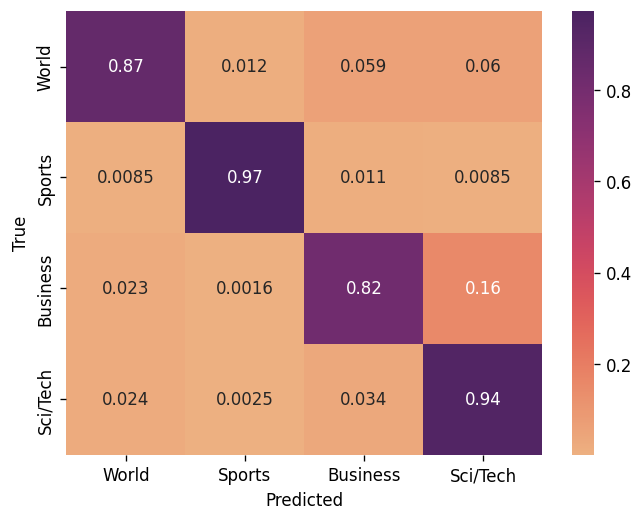 World 0.87 0.012 0.059 0.06
Sports 0.0085 0.97 0.011 0.0085
Business 0.023 0.0016 0.82 0.16
Sci/Tech 0.024 0.0025 0.034 0.94
True
World Sports Business Sci/Tech
Predicted
0.8
0.6
0.4
0.2